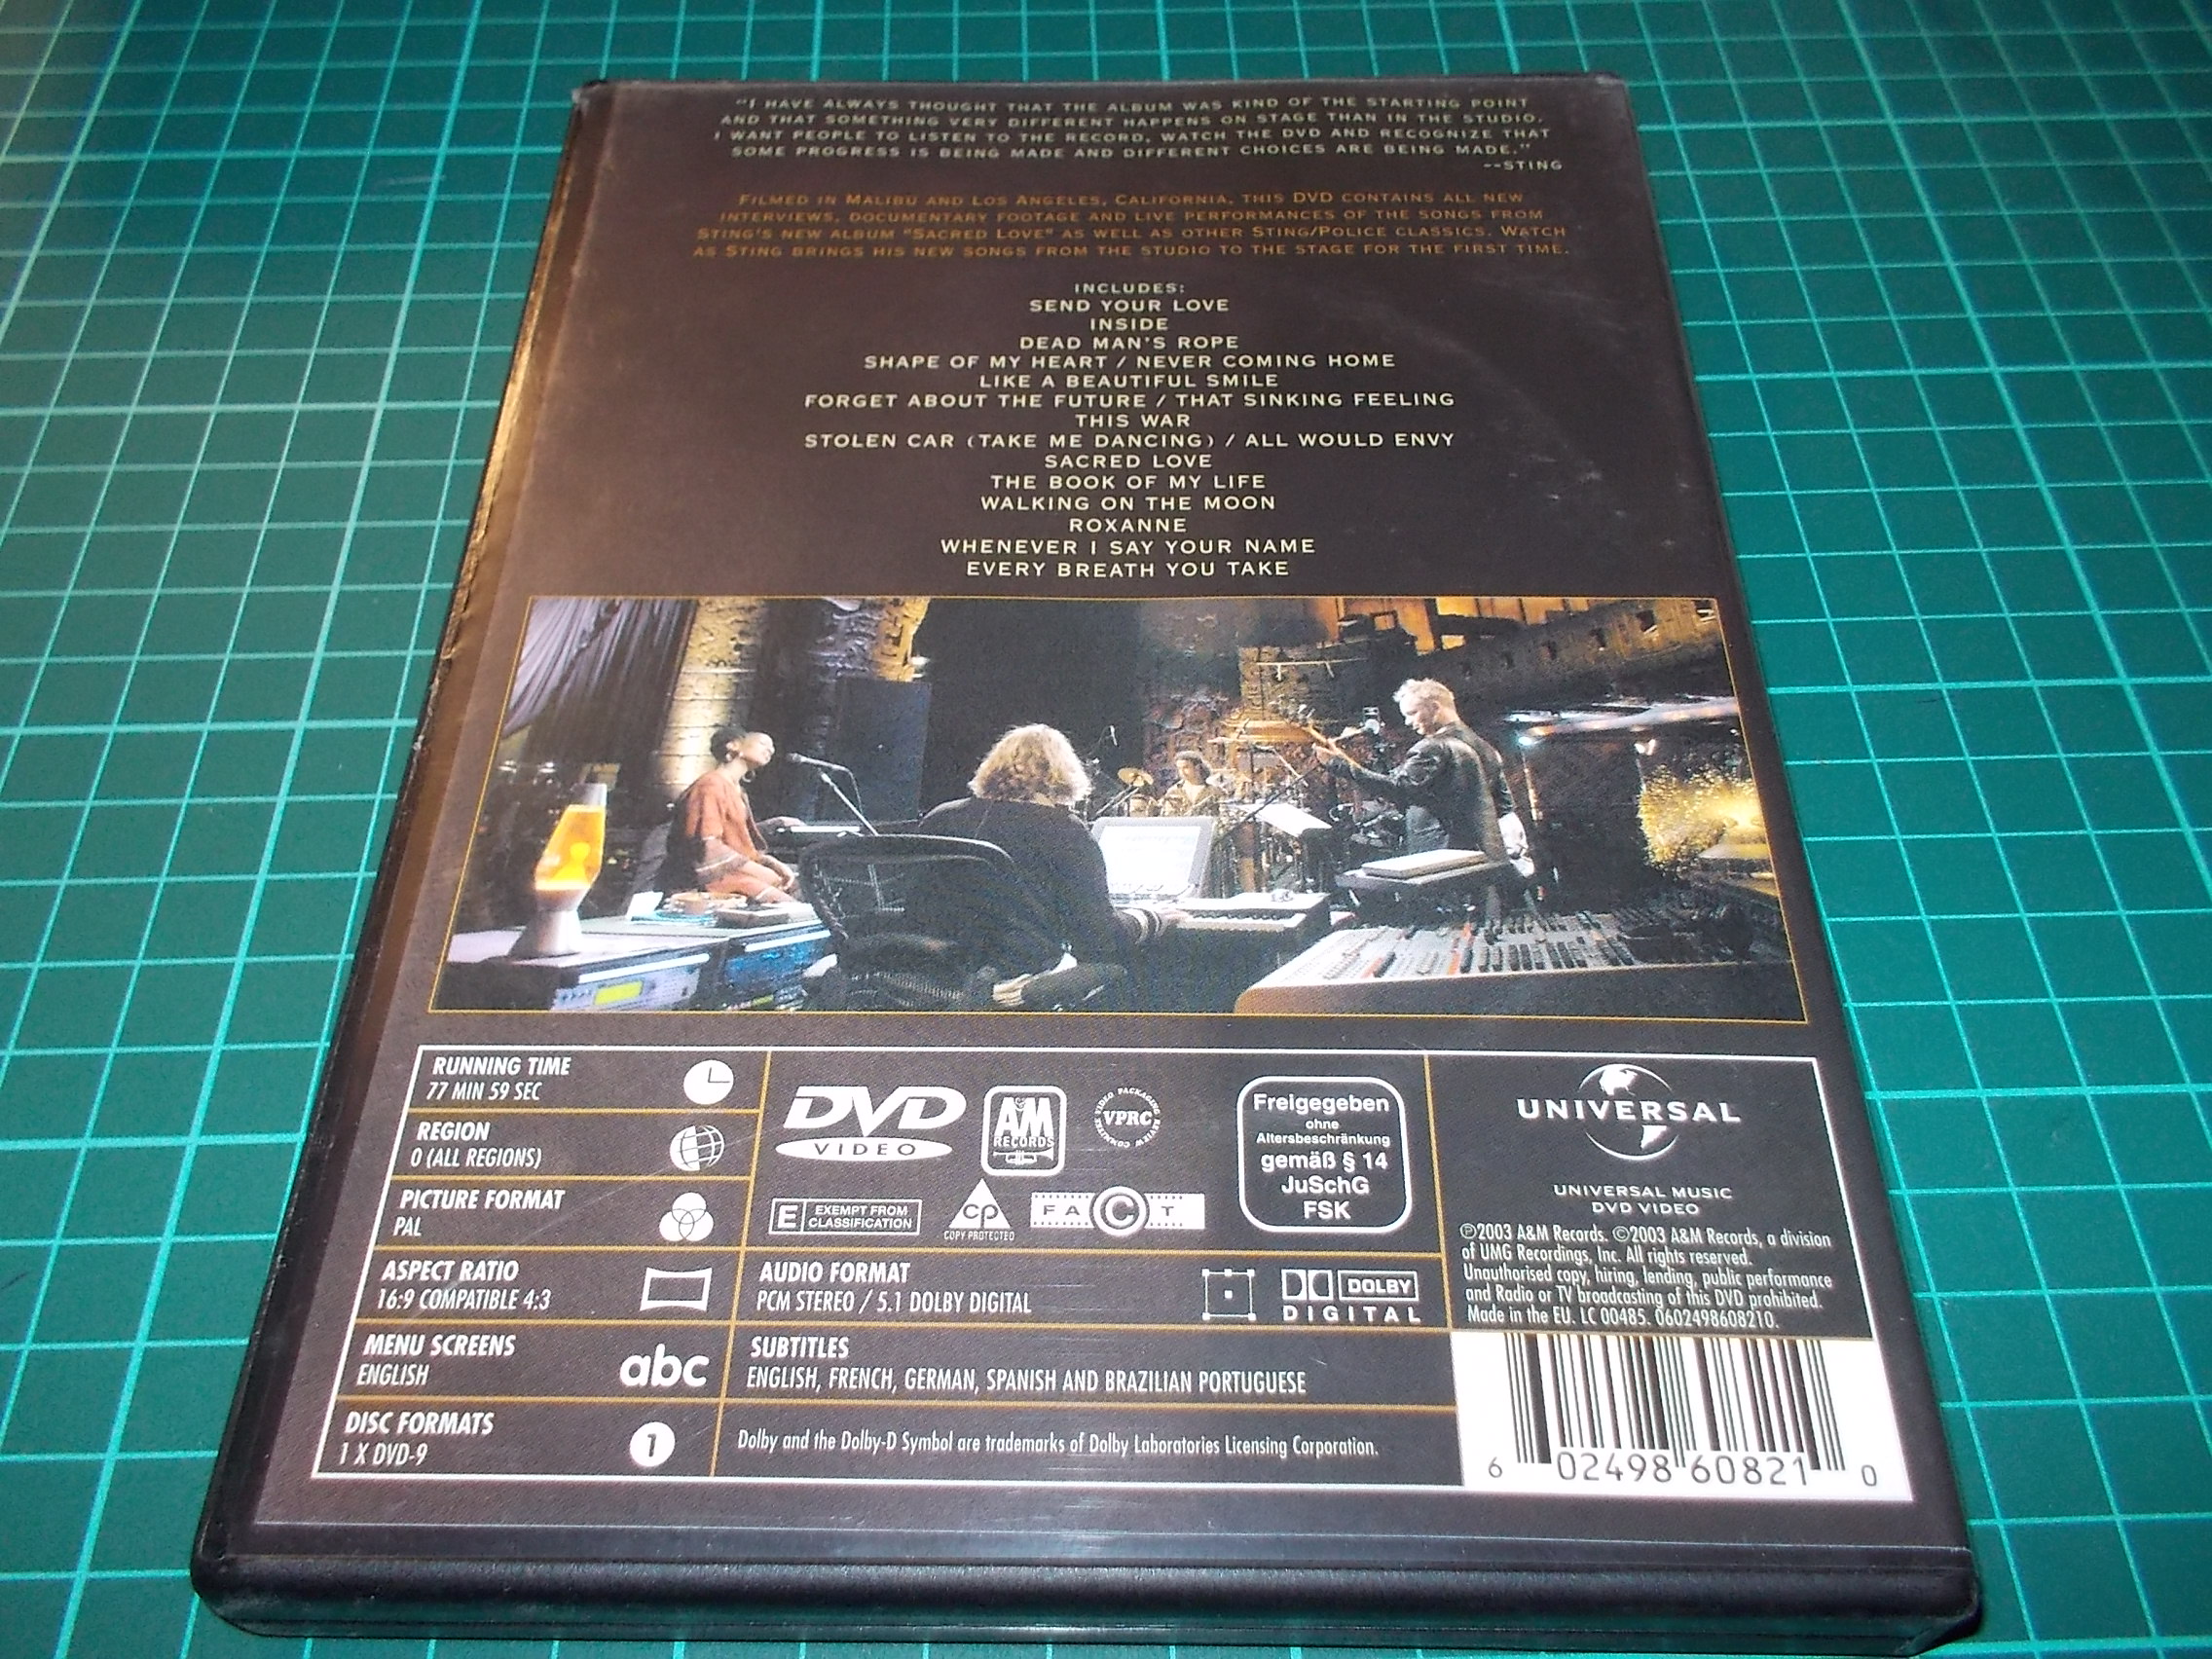 "I HAVE ALWAYS THOUGHT THAT THE ALBUM WAS KIND OF THE STARTING POINT
AND THAT SOMETHING VERY DIFFERENT HAPPENS ON STAGE THAN IN THE STUDIO.
I WANT PEOPLE TO LISTEN TO THE RECORD, WATCH THE DVD AND RECOGNIZE THAT
SOME PROGRESS IS BEING MADE AND DIFFERENT CHOICES ARE BEING MADE."
--STING
FILMED IN MALIBU AND LOS ANGELES, CALIFORNIA, THIS DVD CONTAINS ALL NEW
INTERVIEWS, DOCUMENTARY FOOTAGE AND LIVE PERFORMANCES OF THE SONGS FROM
STING'S NEW ALBUM "SACRED LOVE" AS WELL AS OTHER STING/POLICE CLASSICS. WATCH
AS STING BRINGS HIS NEW SONGS FROM THE STUDIO TO THE STAGE FOR THE FIRST TIME.
INCLUDES:
SEND YOUR LOVE
INSIDE
DEAD MAN'S ROPE
SHAPE OF MY HEART / NEVER COMING HOME
LIKE A BEAUTIFUL SMILE
FORGET ABOUT THE FUTURE / THAT SINKING FEELING
THIS WAR
STOLEN CAR (TAKE ME DANCING) / ALL WOULD ENVY
SACRED LOVE
THE BOOK OF MY LIFE
WALKING ON THE MOON
ROXANNE
WHENEVER I SAY YOUR NAME
EVERY BREATH YOU TAKE
RUNNING TIME
77 MIN 59 SEC
REGION
0 (ALL REGIONS)
PICTURE FORMAT
PAL
ASPECT RATIO
16:9 COMPATIBLE 4:3
MENU SCREENS
ENGLISH
abc
DISC FORMATS
1 X DVD-9
1
DVD
VIDEO
A&M
RECORDS
VIDEO PACKAGING REVIEW COMMITTEE
VPRC
E EXEMPT FROM
CLASSIFICATION
CP
COPY PROTECTED
FACT
Freigegeben
ohne
Altersbeschränkung
gemäß § 14
JuSchG
FSK
AUDIO FORMAT
PCM STEREO / 5.1 DOLBY DIGITAL
DOLBY
DIGITAL
SUBTITLES
ENGLISH, FRENCH, GERMAN, SPANISH AND BRAZILIAN PORTUGUESE
Dolby and the Dolby-D Symbol are trademarks of Dolby Laboratories Licensing Corporation.
UNIVERSAL
UNIVERSAL MUSIC
DVD VIDEO
℗2003 A&M Records. ©2003 A&M Records, a division
of UMG Recordings, Inc. All rights reserved.
Unauthorised copy, hiring, lending, public performance
and Radio or TV broadcasting of this DVD prohibited.
Made in the EU. LC 00485. 0602498608210.
6 02498 60821 0